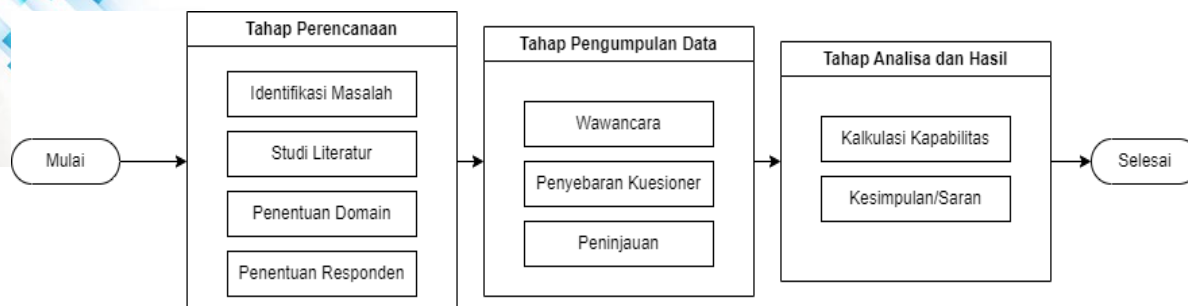 Mulai
Tahap Perencanaan
Identifikasi Masalah
Studi Literatur
Penentuan Domain
Penentuan Responden
Tahap Pengumpulan Data
Wawancara
Penyebaran Kuesioner
Peninjauan
Tahap Analisa dan Hasil
Kalkulasi Kapabilitas
Kesimpulan/Saran
Selesai